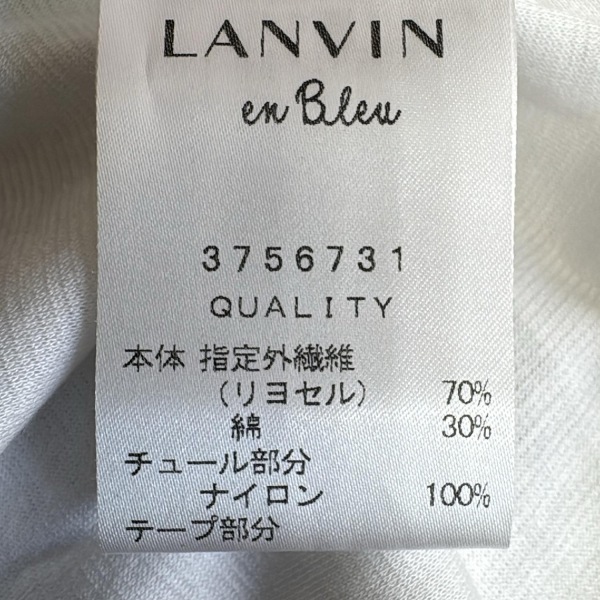 LANVIN
en Bleu
3756731
QUALITY
本体 指定外繊維
(リヨセル) 70%
綿 30%
チュール部分
ナイロン 100%
テープ部分